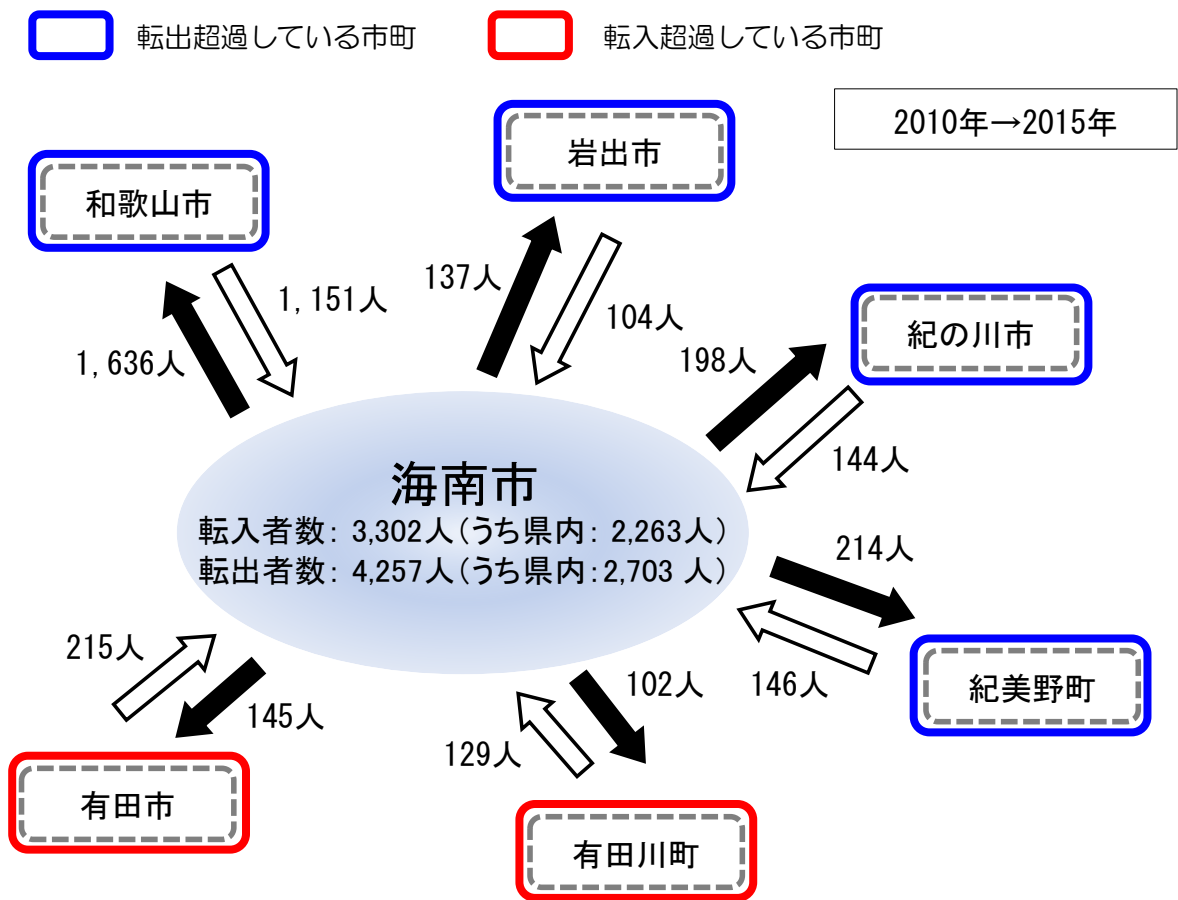 転出超過している市町
転入超過している市町
2010年→2015年
岩出市
和歌山市
137人
1,151人
104人
紀の川市
1,636人
198人
144人
海南市
転入者数: 3,302人(うち県内: 2,263人)
転出者数: 4,257人(うち県内:2,703 人)
214人
215人
145人
102人
146人
紀美野町
129人
有田市
有田川町